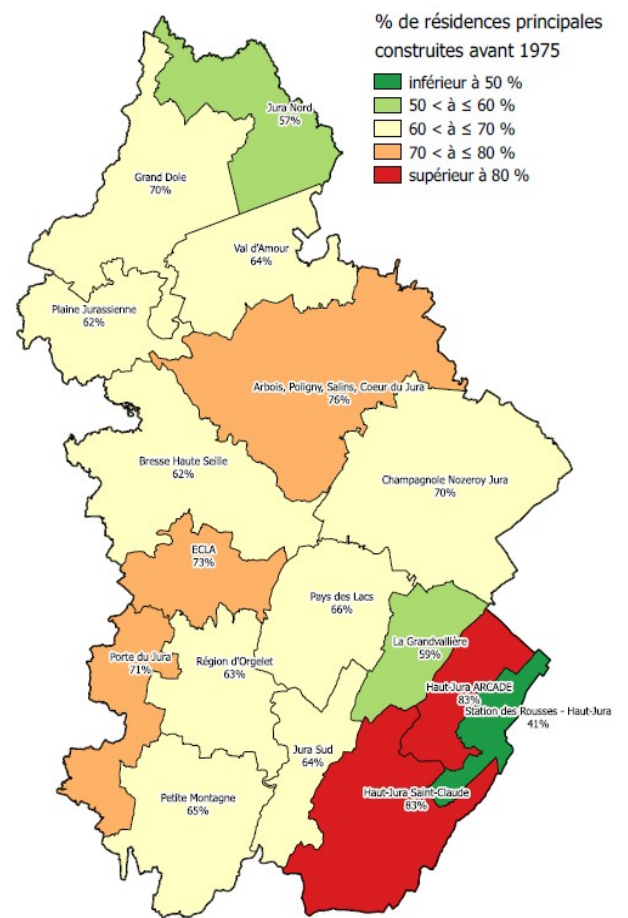 % de résidences principales
construites avant 1975
inférieur à 50 %
50 < à ≤ 60 %
60 < à ≤ 70 %
70 < à ≤ 80 %
supérieur à 80 %
Jura Nord
57%
Grand Dole
70%
Val d'Amour
64%
Plaine Jurassienne
62%
Arbois, Poligny, Salins, Coeur du Jura
76%
Bresse Haute Seille
62%
Champagnole Nozeroy Jura
70%
ECLA
73%
Pays des Lacs
66%
La Grandvallière
59%
Porte du Jura
71%
Région d'Orgelet
63%
Haut-Jura ARCADE
83%
Station des Rousses - Haut-Jura
41%
Jura Sud
64%
Haut-Jura Saint-Claude
83%
Petite Montagne
65%